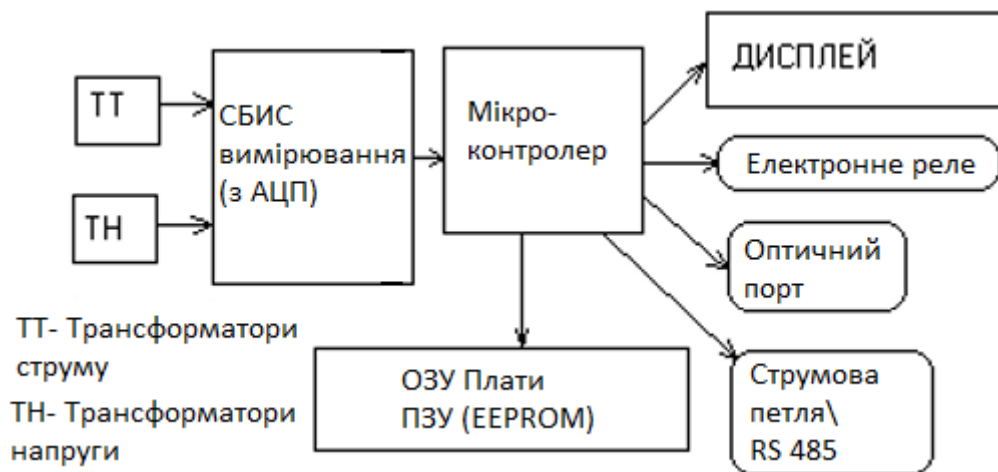 ТТ
ТН
СБИС
вимірювання
(з АЦП)
Мікро-
контролер
ДИСПЛЕЙ
Електронне реле
Оптичний
порт
Струмова
петля\
RS 485
ОЗУ Плати
ПЗУ (EEPROM)
ТТ- Трансформатори
струму
ТН- Трансформатори
напруги